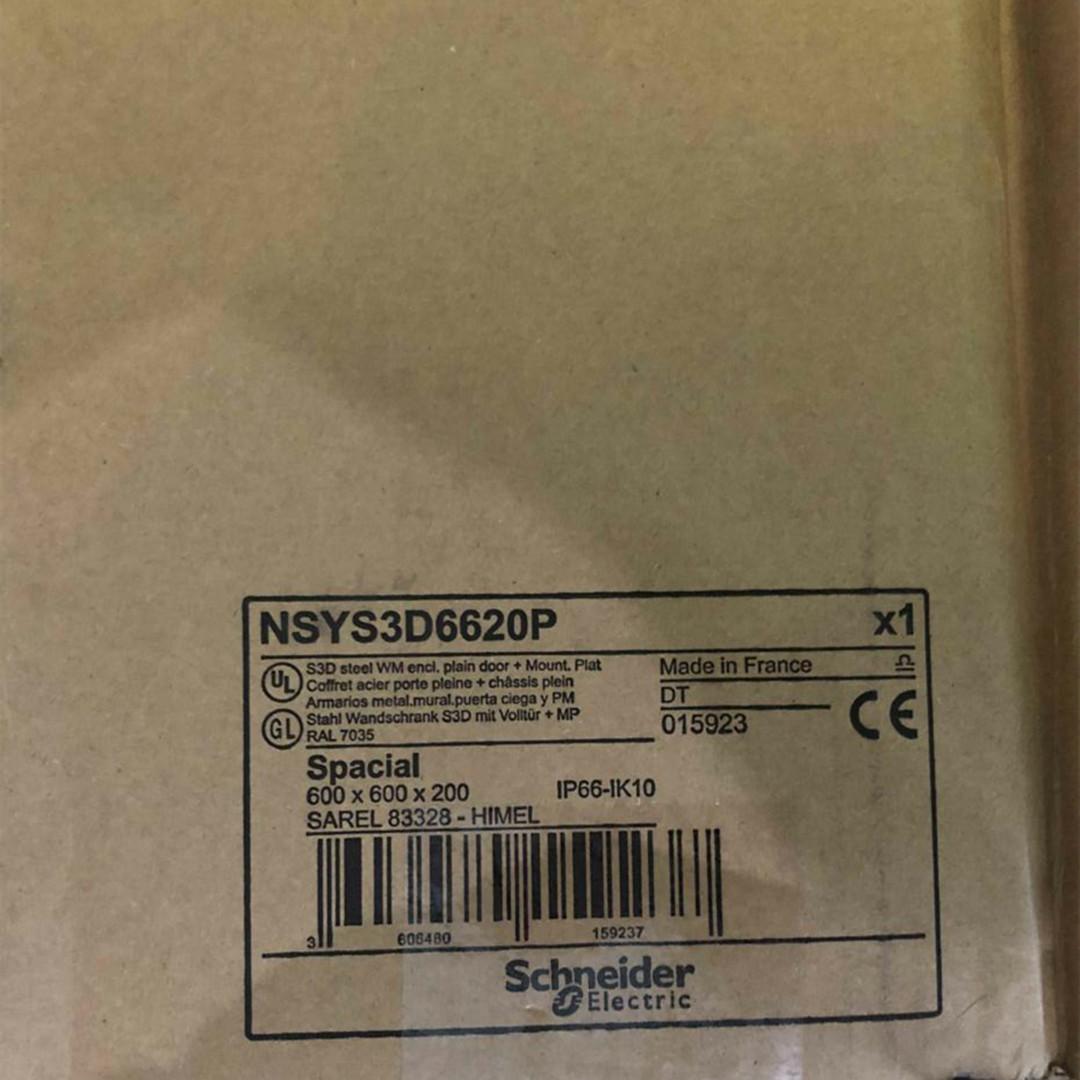 NSYS3D6620P x1
UL S3D steel WM encl. plain door + Mount. Plat
Coffret acier porte pleine + châssis plein
Armarios metal.mural.puerta ciega y PM
GL Stahl Wandschrank S3D mit Volltür + MP
RAL 7035
Made in France
DT
015923 CE
Spacial
600 x 600 x 200 IP66-IK10
SAREL 83328 - HIMEL
3 606480 159237
Schneider
Electric